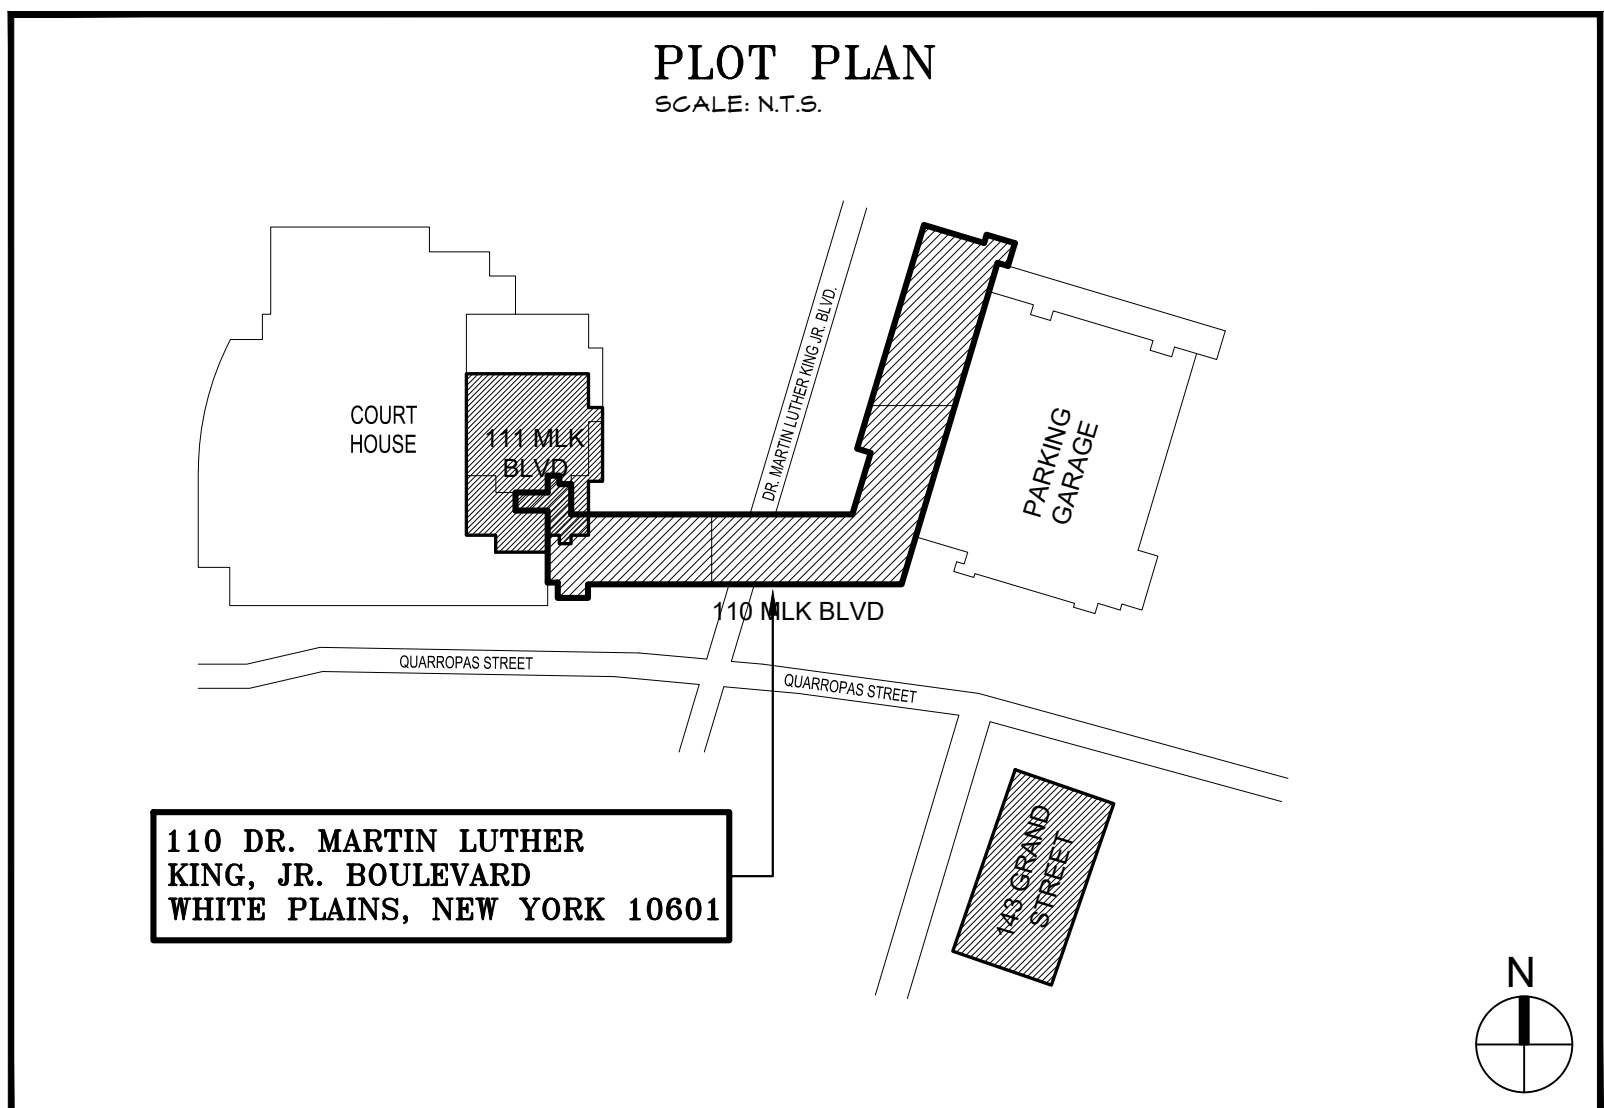 PLOT PLAN
SCALE: N.T.S.
DR. MARTIN LUTHER KING JR. BLVD.
COURT
HOUSE
111 MLK
BLVD
PARKING
GARAGE
110 MLK BLVD
QUARROPAS STREET
QUARROPAS STREET
110 DR. MARTIN LUTHER
KING, JR. BOULEVARD
WHITE PLAINS, NEW YORK 10601
143 GRAND
STREET
N